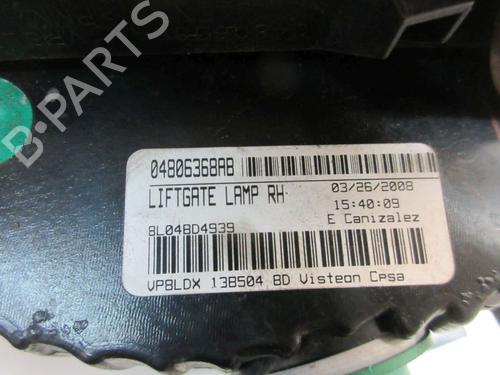 04806368AB
LIFTGATE LAMP RH
03/26/2008
15:40:09
8L048D4939
E Canizalez
VP8LDX 13B504 BD Visteon Cpsa
B-PARTS